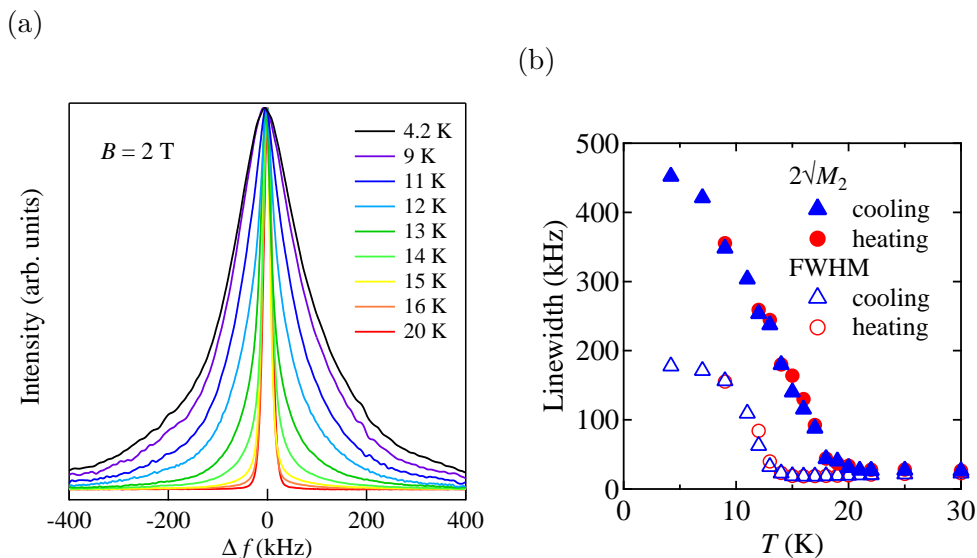 (a)
Intensity (arb. units)
B = 2 T
4.2 K
9 K
11 K
12 K
13 K
14 K
15 K
16 K
20 K
-400 -200 0 200 400
Δf (kHz)
(b)
Linewidth (kHz)
500
400
300
200
100
0
2√M₂
cooling
heating
FWHM
cooling
heating
0 10 20 30
T (K)